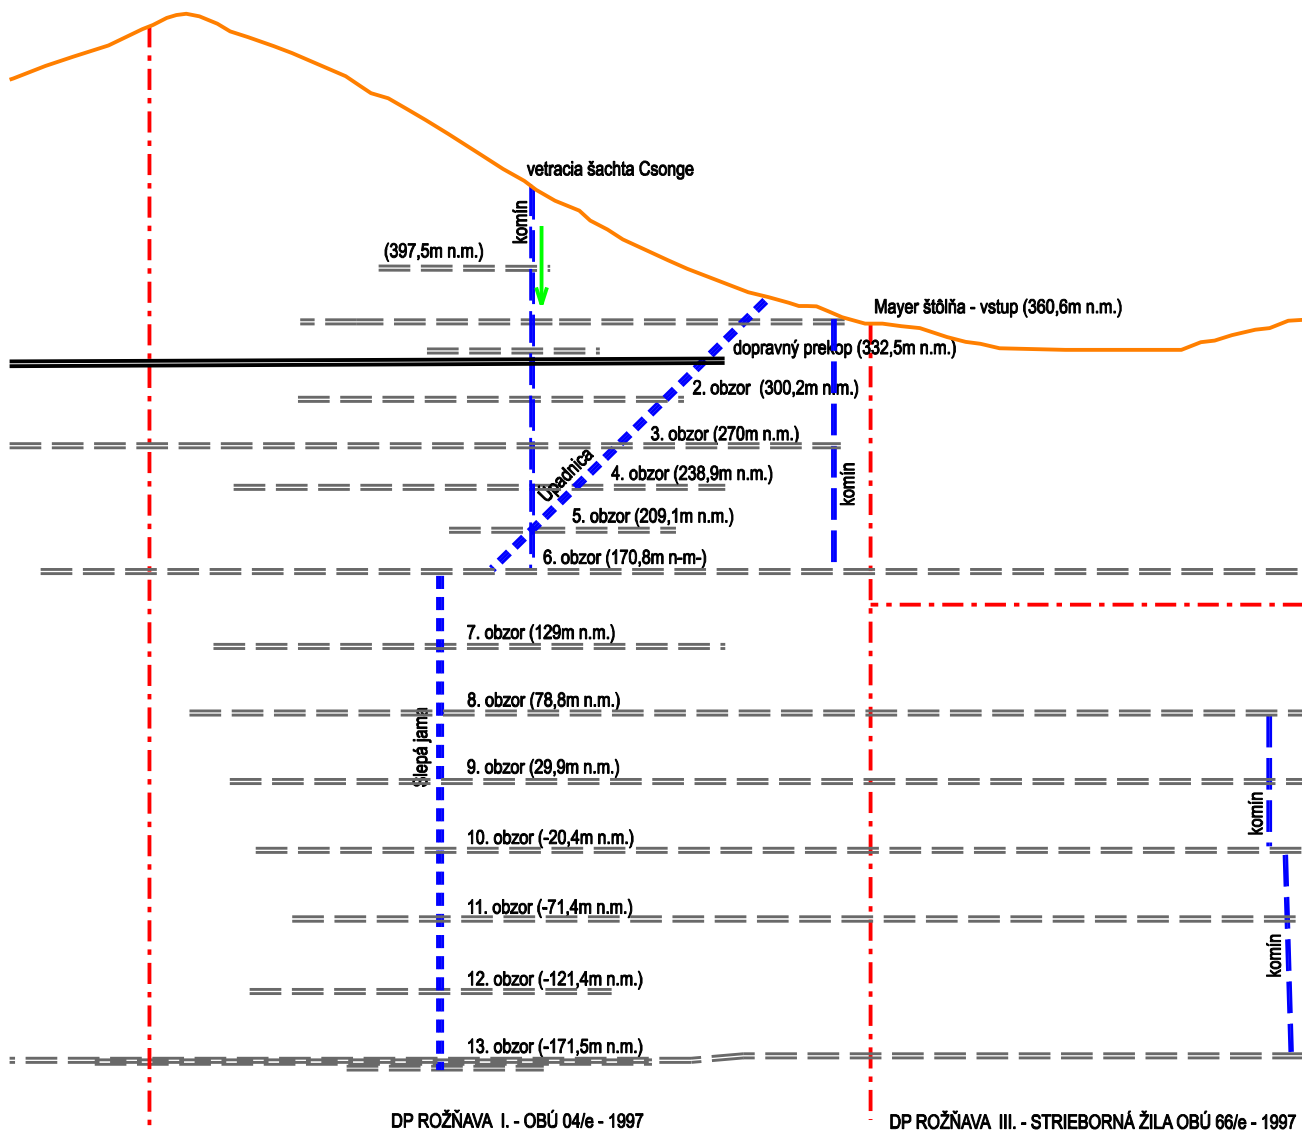 vetracia šachta Csonge
komín
(397,5m n.m.)
Mayer štôlňa - vstup (360,6m n.m.)
dopravný prekop (332,5m n.m.)
2. obzor (300,2m n.m.)
3. obzor (270m n.m.)
Úpadnica
4. obzor (238,9m n.m.)
komín
5. obzor (209,1m n.m.)
6. obzor (170,8m n-m-)
7. obzor (129m n.m.)
8. obzor (78,8m n.m.)
Slepá jama
9. obzor (29,9m n.m.)
komín
10. obzor (-20,4m n.m.)
11. obzor (-71,4m n.m.)
komín
12. obzor (-121,4m n.m.)
13. obzor (-171,5m n.m.)
DP ROŽŇAVA I. - OBÚ 04/e - 1997
DP ROŽŇAVA III. - STRIEBORNÁ ŽILA OBÚ 66/e - 1997